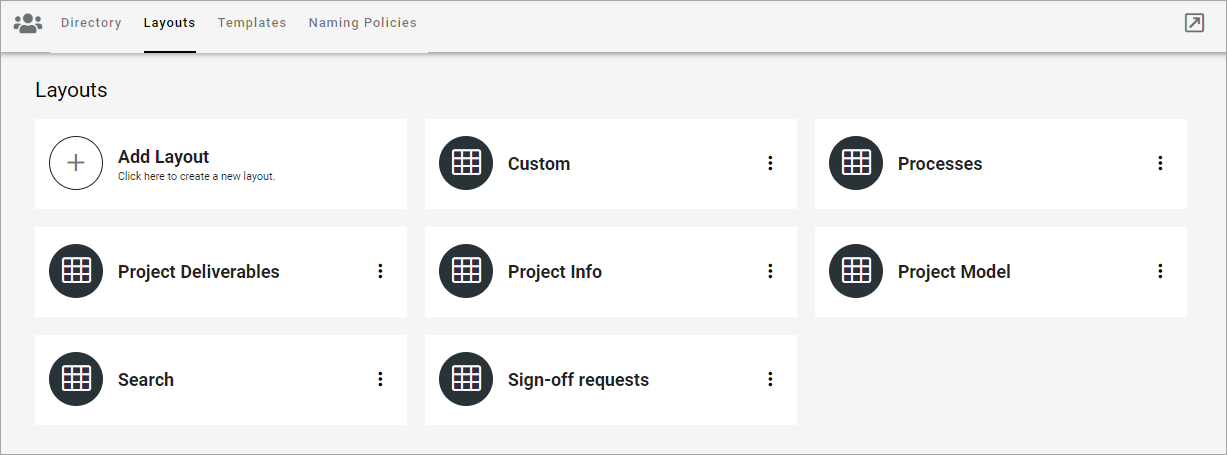 Directory Layouts Templates Naming Policies
Layouts
Add Layout
Click here to create a new layout.
Custom
Processes
Project Deliverables
Project Info
Project Model
Search
Sign-off requests